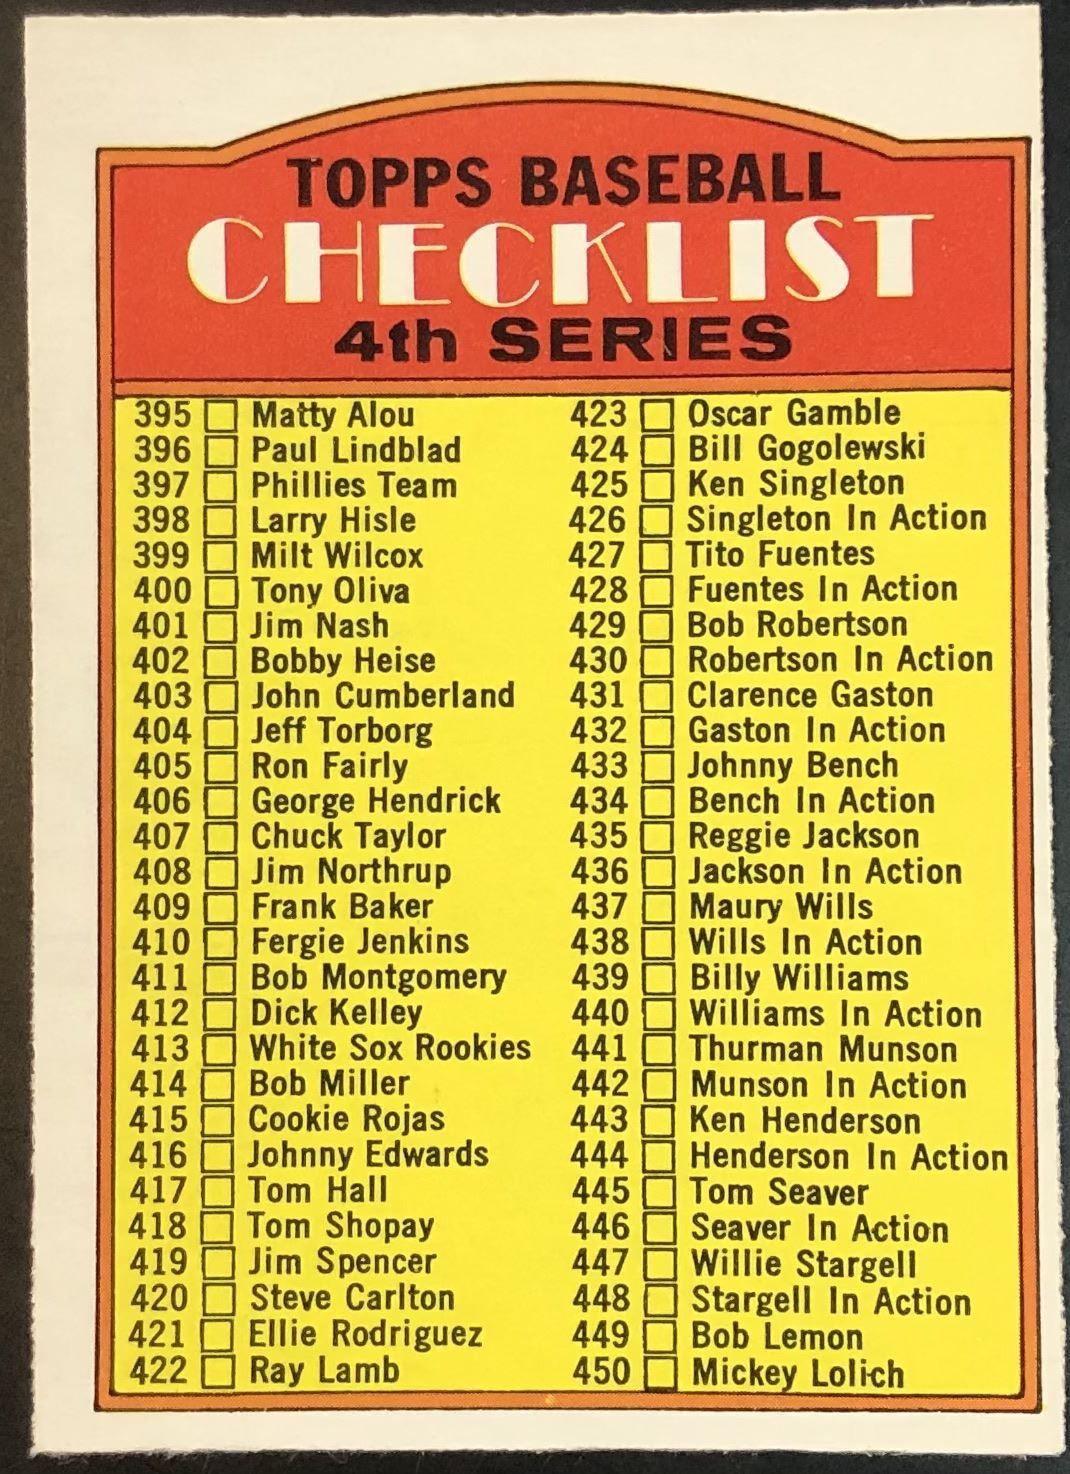 TOPPS BASEBALL
CHECKLIST
4th SERIES
395 Matty Alou
396 Paul Lindblad
397 Phillies Team
398 Larry Hisle
399 Milt Wilcox
400 Tony Oliva
401 Jim Nash
402 Bobby Heise
403 John Cumberland
404 Jeff Torborg
405 Ron Fairly
406 George Hendrick
407 Chuck Taylor
408 Jim Northrup
409 Frank Baker
410 Fergie Jenkins
411 Bob Montgomery
412 Dick Kelley
413 White Sox Rookies
414 Bob Miller
415 Cookie Rojas
416 Johnny Edwards
417 Tom Hall
418 Tom Shopay
419 Jim Spencer
420 Steve Carlton
421 Ellie Rodriguez
422 Ray Lamb
423 Oscar Gamble
424 Bill Gogolewski
425 Ken Singleton
426 Singleton In Action
427 Tito Fuentes
428 Fuentes In Action
429 Bob Robertson
430 Robertson In Action
431 Clarence Gaston
432 Gaston In Action
433 Johnny Bench
434 Bench In Action
435 Reggie Jackson
436 Jackson In Action
437 Maury Wills
438 Wills In Action
439 Billy Williams
440 Williams In Action
441 Thurman Munson
442 Munson In Action
443 Ken Henderson
444 Henderson In Action
445 Tom Seaver
446 Seaver In Action
447 Willie Stargell
448 Stargell In Action
449 Bob Lemon
450 Mickey Lolich